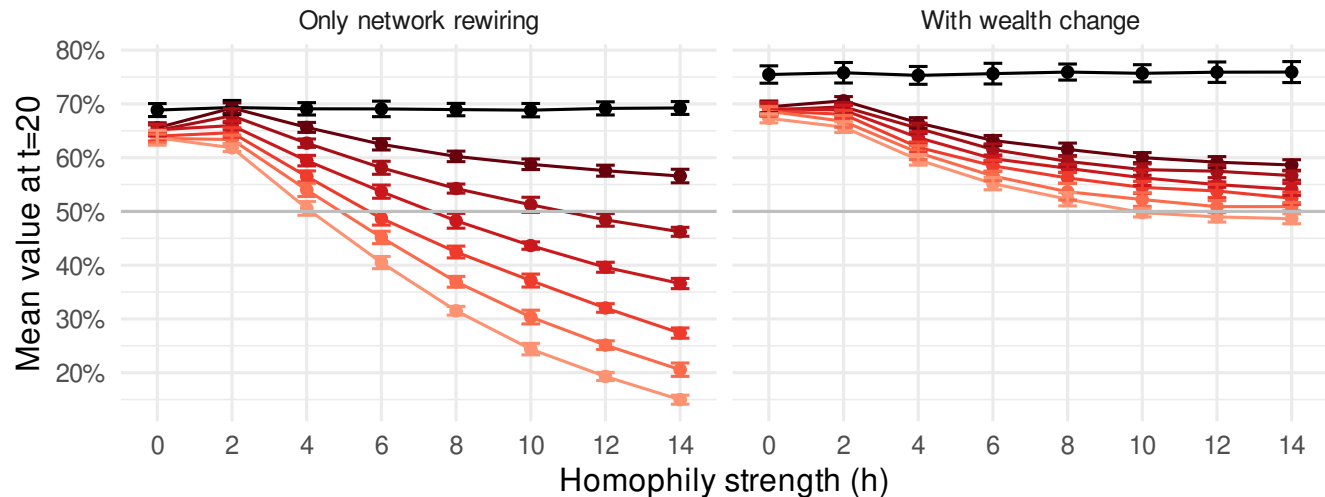 Only network rewiring
With wealth change
Mean value at t=20
80%
70%
60%
50%
40%
30%
20%
0 2 4 6 8 10 12 14
0 2 4 6 8 10 12 14
Homophily strength (h)